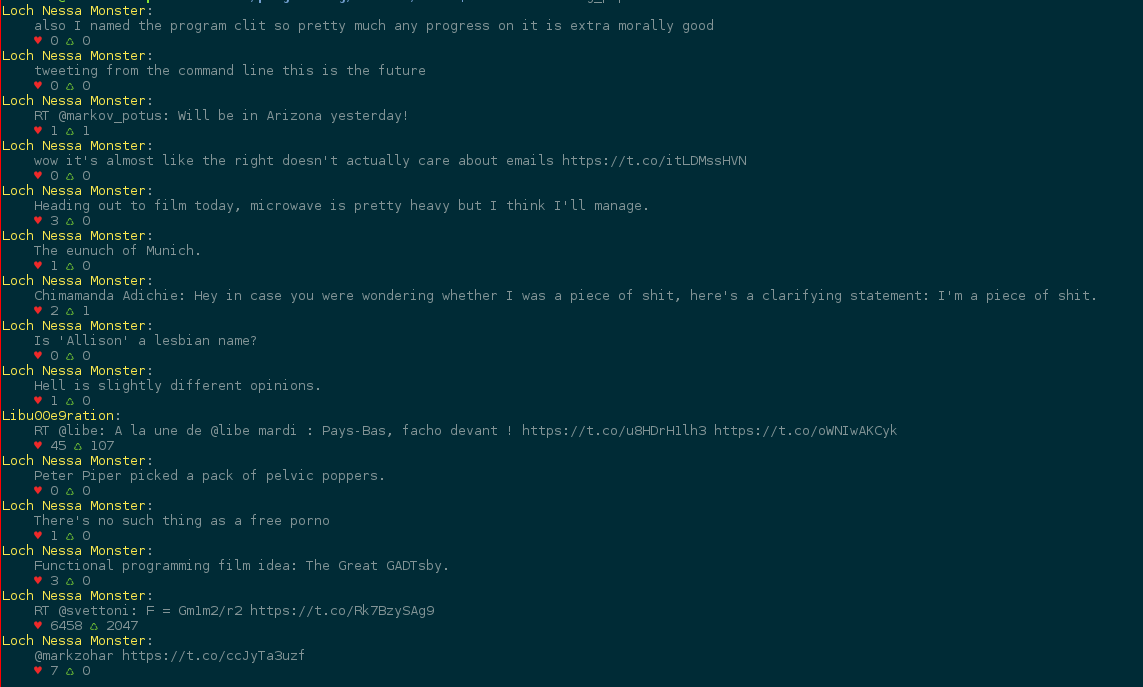 Loch Nessa Monster:
also I named the program clit so pretty much any progress on it is extra morally good
♥ 0 ♺ 0
Loch Nessa Monster:
tweeting from the command line this is the future
♥ 0 ♺ 0
Loch Nessa Monster:
RT @markov_potus: Will be in Arizona yesterday!
♥ 1 ♺ 1
Loch Nessa Monster:
wow it's almost like the right doesn't actually care about emails https://t.co/itLDMssHVN
♥ 0 ♺ 0
Loch Nessa Monster:
Heading out to film today, microwave is pretty heavy but I think I'll manage.
♥ 3 ♺ 0
Loch Nessa Monster:
The eunuch of Munich.
♥ 1 ♺ 0
Loch Nessa Monster:
Chimamanda Adichie: Hey in case you were wondering whether I was a piece of shit, here's a clarifying statement: I'm a piece of shit.
♥ 2 ♺ 1
Loch Nessa Monster:
Is 'Allison' a lesbian name?
♥ 0 ♺ 0
Loch Nessa Monster:
Hell is slightly different opinions.
♥ 1 ♺ 0
Libu00e9ration:
RT @libe: A la une de @libe mardi : Pays-Bas, facho devant ! https://t.co/u8HDrH1lh3 https://t.co/oWNIwAKCyk
♥ 45 ♺ 107
Loch Nessa Monster:
Peter Piper picked a pack of pelvic poppers.
♥ 0 ♺ 0
Loch Nessa Monster:
There's no such thing as a free porno
♥ 1 ♺ 0
Loch Nessa Monster:
Functional programming film idea: The Great GADTsby.
♥ 3 ♺ 0
Loch Nessa Monster:
RT @svettoni: F = Gm1m2/r2 https://t.co/Rk7BzySAg9
♥ 6458 ♺ 2047
Loch Nessa Monster:
@markzohar https://t.co/ccJyTa3uzf
♥ 7 ♺ 0